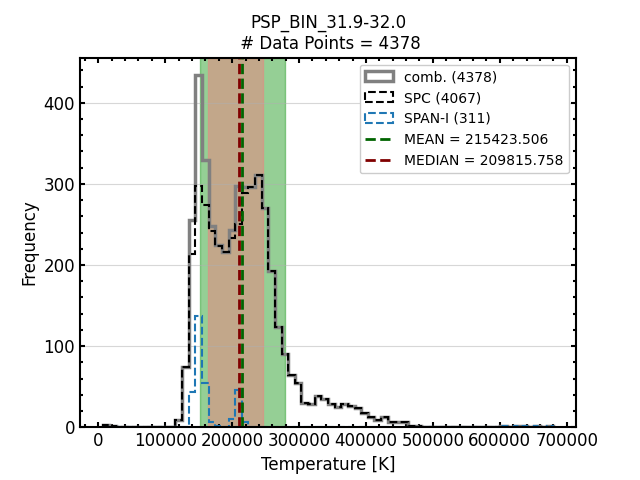 PSP_BIN_31.9-32.0
# Data Points = 4378
comb. (4378)
SPC (4067)
SPAN-I (311)
MEAN = 215423.506
MEDIAN = 209815.758
Frequency
400
300
200
100
0
0 100000 200000 300000 400000 500000 600000 700000
Temperature [K]